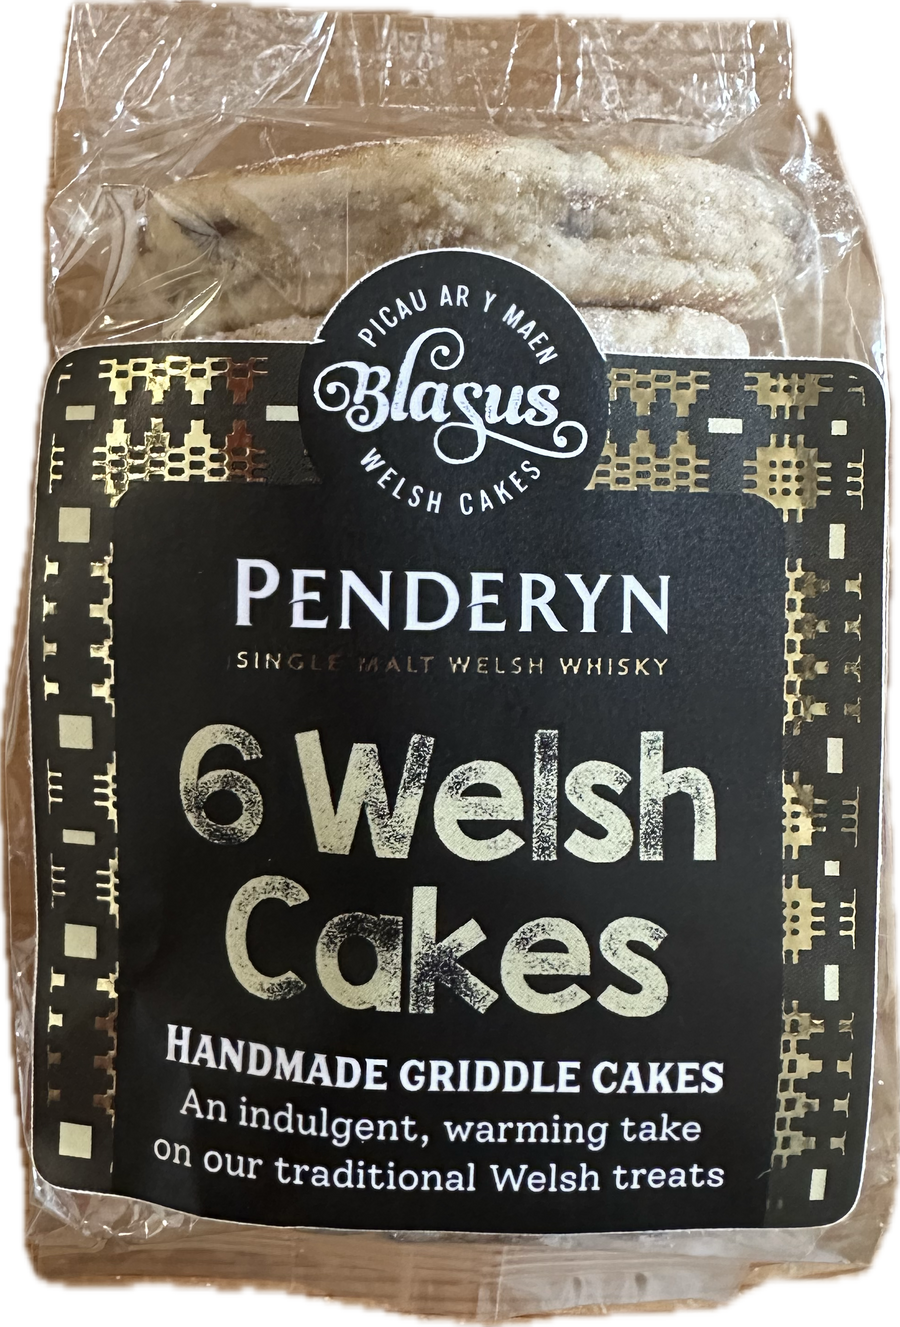 PICAU AR Y MAEN
Blasus
WELSH CAKES
PENDERYN
SINGLE MALT WELSH WHISKY
6 Welsh
Cakes
HANDMADE GRIDDLE CAKES
An indulgent, warming take
on our traditional Welsh treats